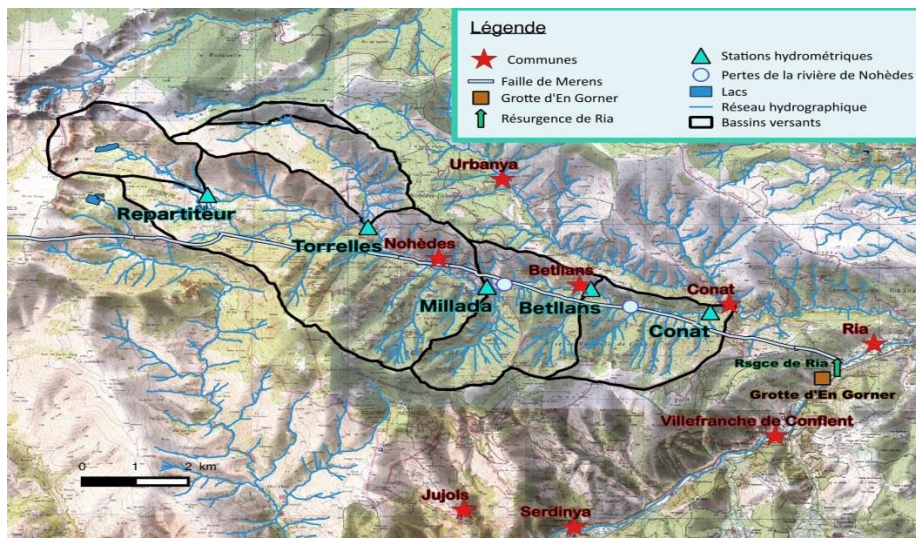 Légende
Communes
Faille de Merens
Grotte d'En Gorner
Résurgence de Ria
Stations hydrométriques
Pertes de la rivière de Nohèdes
Lacs
Réseau hydrographique
Bassins versants
Urbanya
Repartiteur
Torrelles
Nohèdes
Betllans
Conat
Millada
Betllans
Conat
Ria
Rsgce de Ria
Grotte d'En Gorner
Villefranche de Conflent
0 1 2 km
Jujols
Serdinya